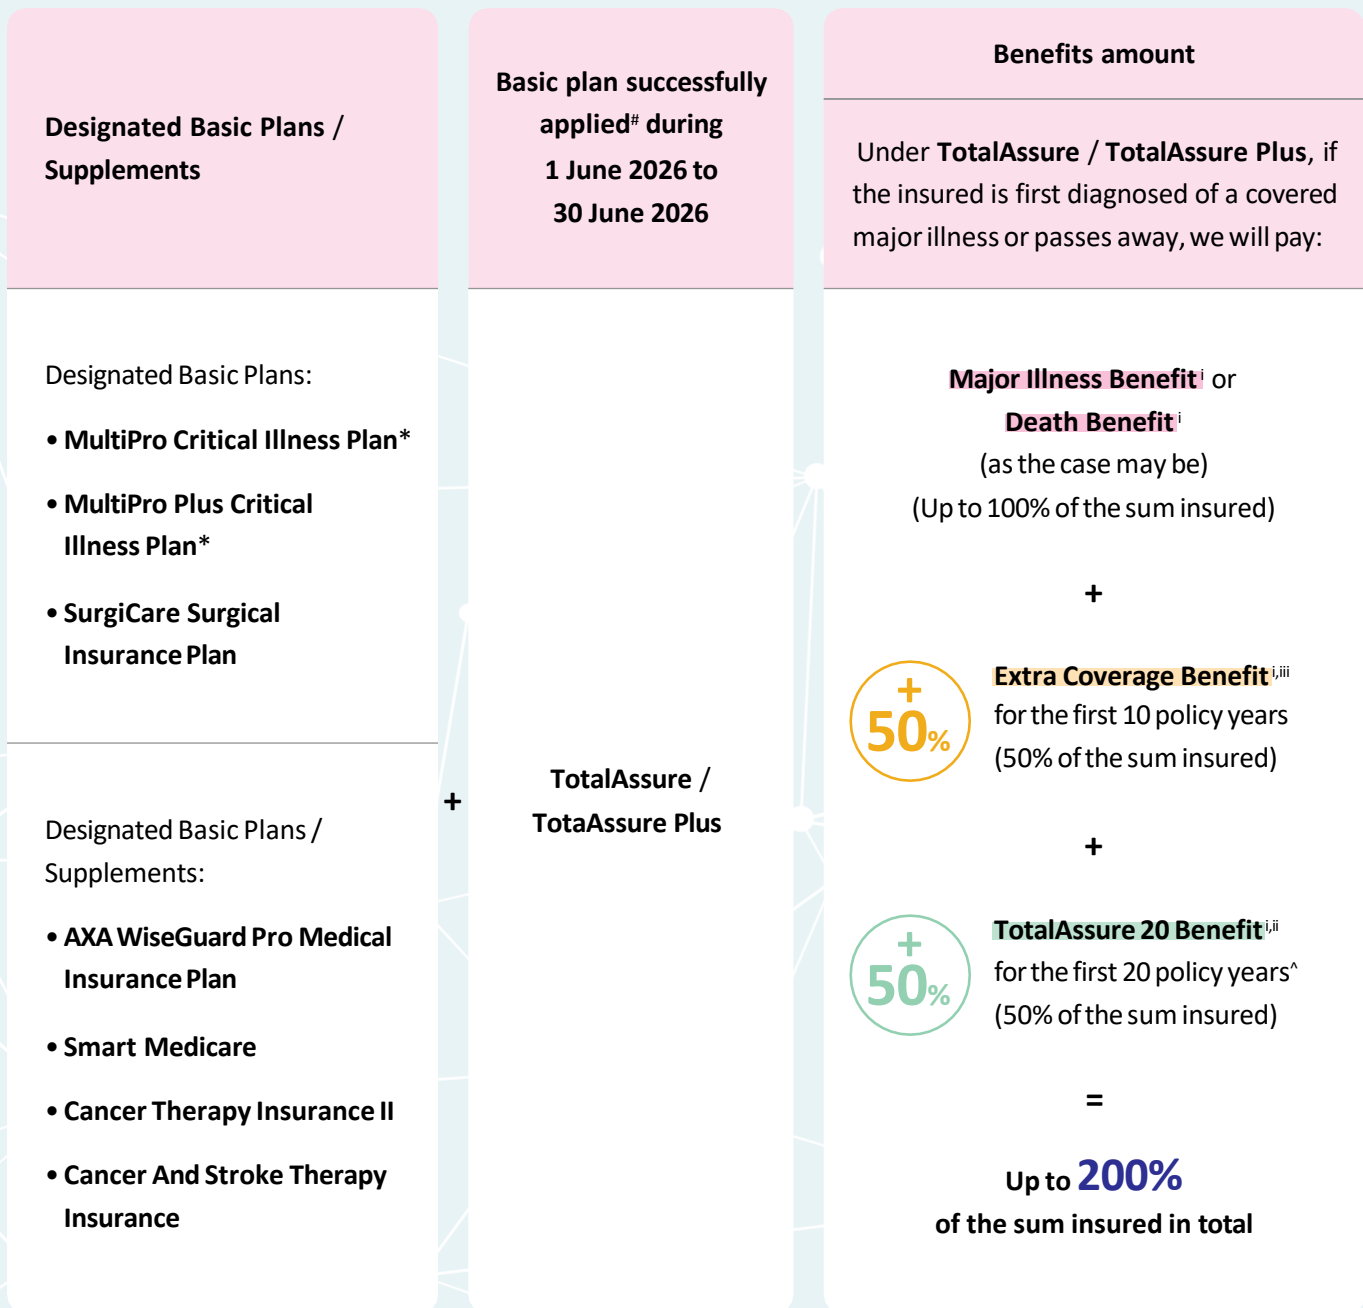 Designated Basic Plans /
Supplements
Designated Basic Plans:
• MultiPro Critical Illness Plan*
• MultiPro Plus Critical
Illness Plan*
• SurgiCare Surgical
Insurance Plan
Designated Basic Plans /
Supplements:
• AXA WiseGuard Pro Medical
Insurance Plan
• Smart Medicare
• Cancer Therapy Insurance II
• Cancer And Stroke Therapy
Insurance
+
Basic plan successfully
applied# during
1 June 2026 to
30 June 2026
TotalAssure /
TotaAssure Plus
Benefits amount
Under TotalAssure / TotalAssure Plus, if
the insured is first diagnosed of a covered
major illness or passes away, we will pay:
Major Illness Benefit i or
Death Benefit i
(as the case may be)
(Up to 100% of the sum insured)
+
+
50%
Extra Coverage Benefit i,iii
for the first 10 policy years
(50% of the sum insured)
+
+
50%
TotalAssure 20 Benefit i,ii
for the first 20 policy years^
(50% of the sum insured)
=
Up to 200%
of the sum insured in total